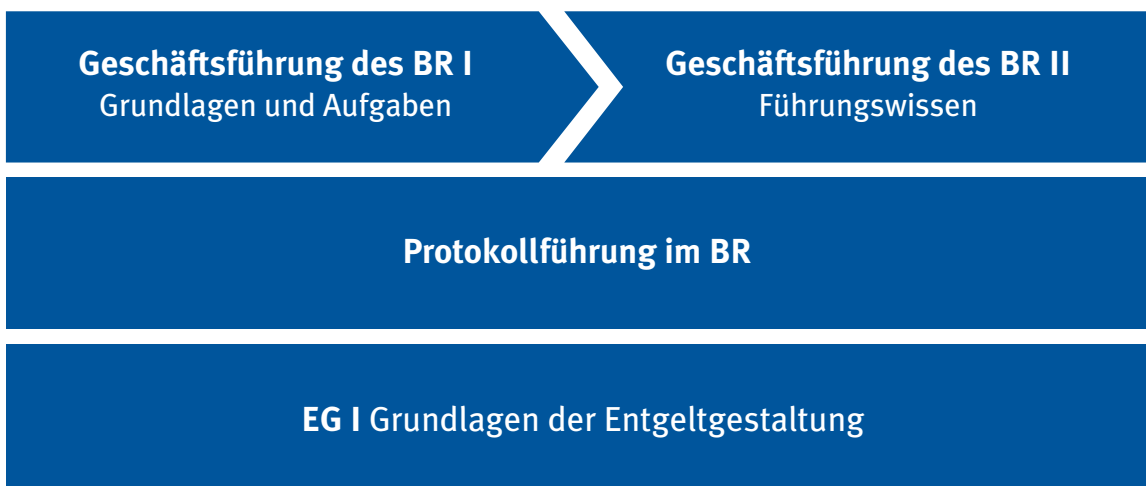 Geschäftsführung des BR I
Grundlagen und Aufgaben
Geschäftsführung des BR II
Führungswissen
Protokollführung im BR
EG I Grundlagen der Entgeltgestaltung